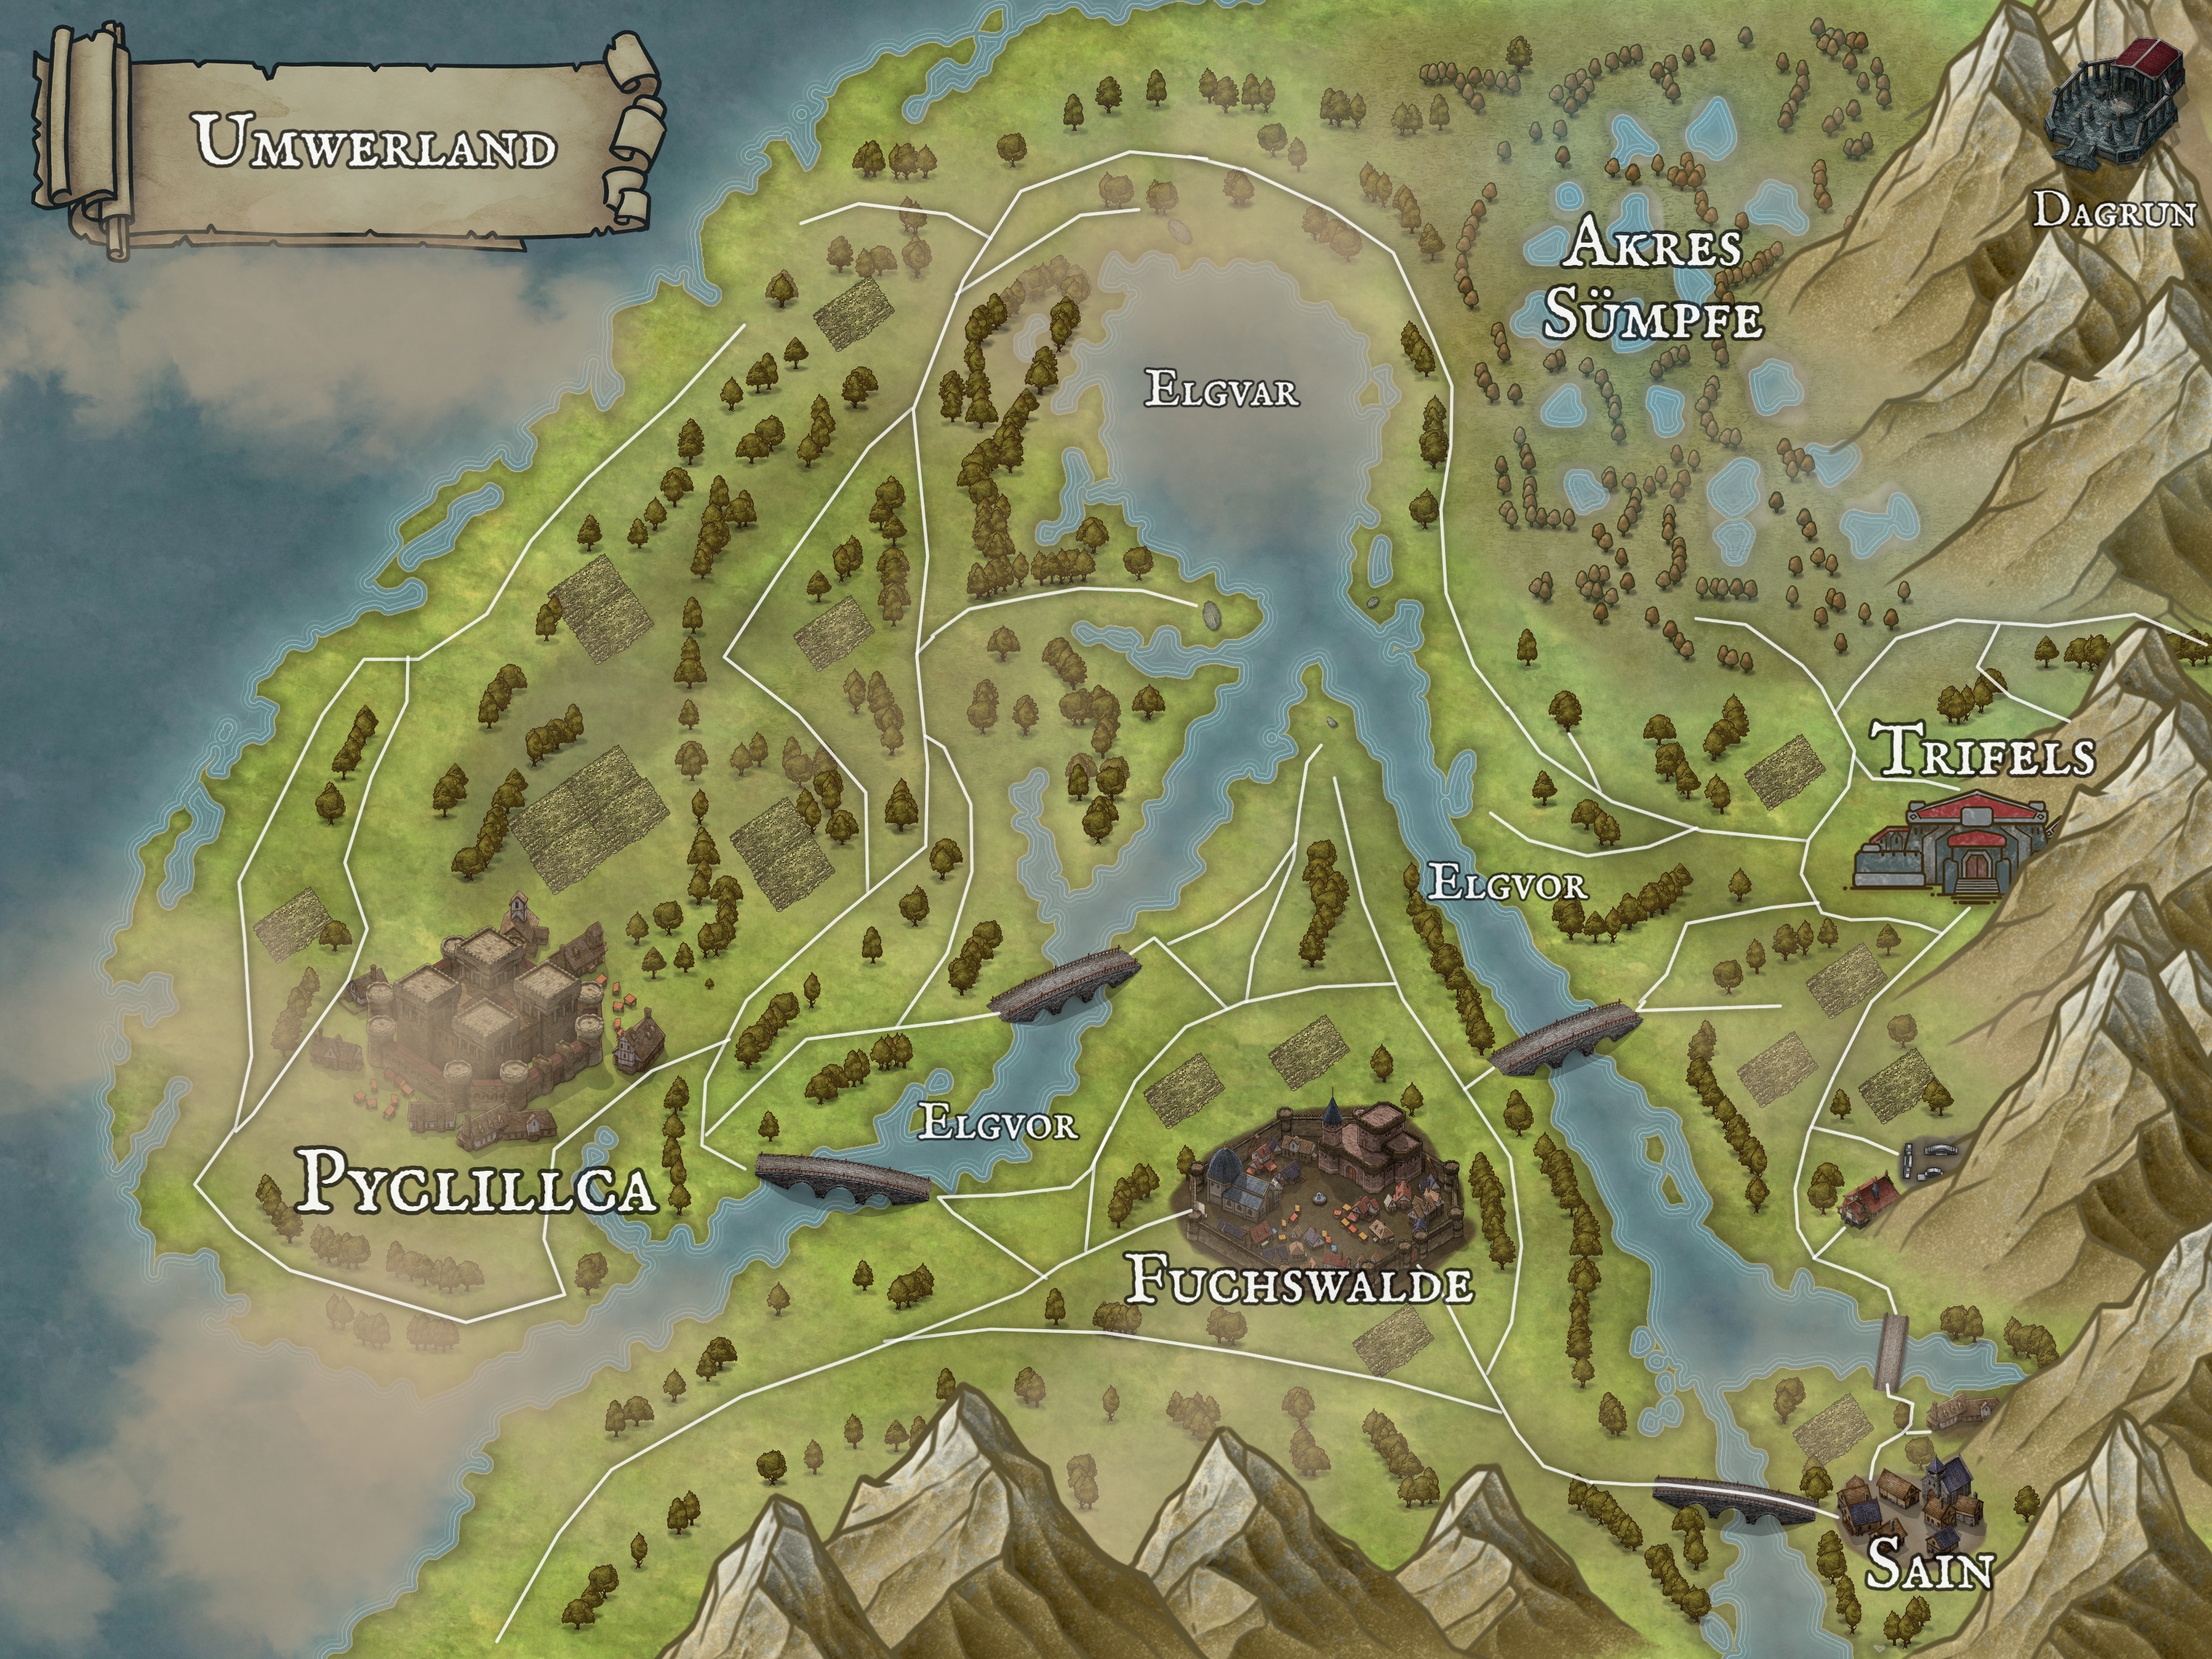 Umwerland
Dagrun
Akres
Sümpfe
Elgvar
Trifels
Elgvor
Elgvor
Pyclillca
Fuchswalde
Sain